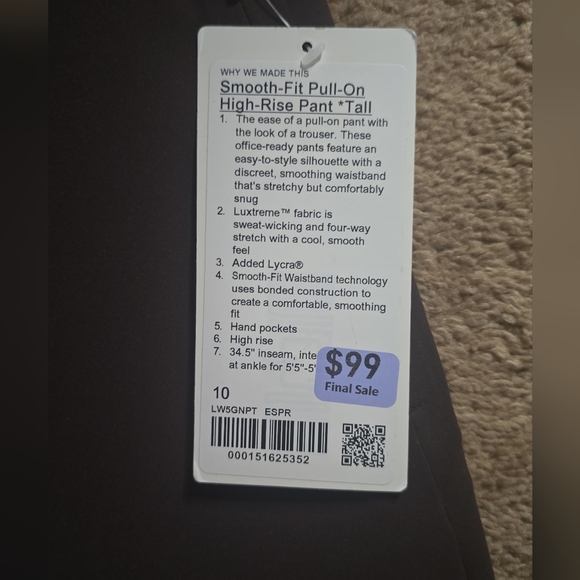 WHY WE MADE THIS
Smooth-Fit Pull-On
High-Rise Pant *Tall
1. The ease of a pull-on pant with
the look of a trouser. These
office-ready pants feature an
easy-to-style silhouette with a
discreet, smoothing waistband
that's stretchy but comfortably
snug
2. Luxtreme™ fabric is
sweat-wicking and four-way
stretch with a cool, smooth
feel
3. Added Lycra®
4. Smooth-Fit Waistband technology
uses bonded construction to
create a comfortable, smoothing
fit
5. Hand pockets
6. High rise
7. 34.5" inseam, inte
at ankle for 5'5"-5'
$99
Final Sale
10
LW5GNPT ESPR
000151625352